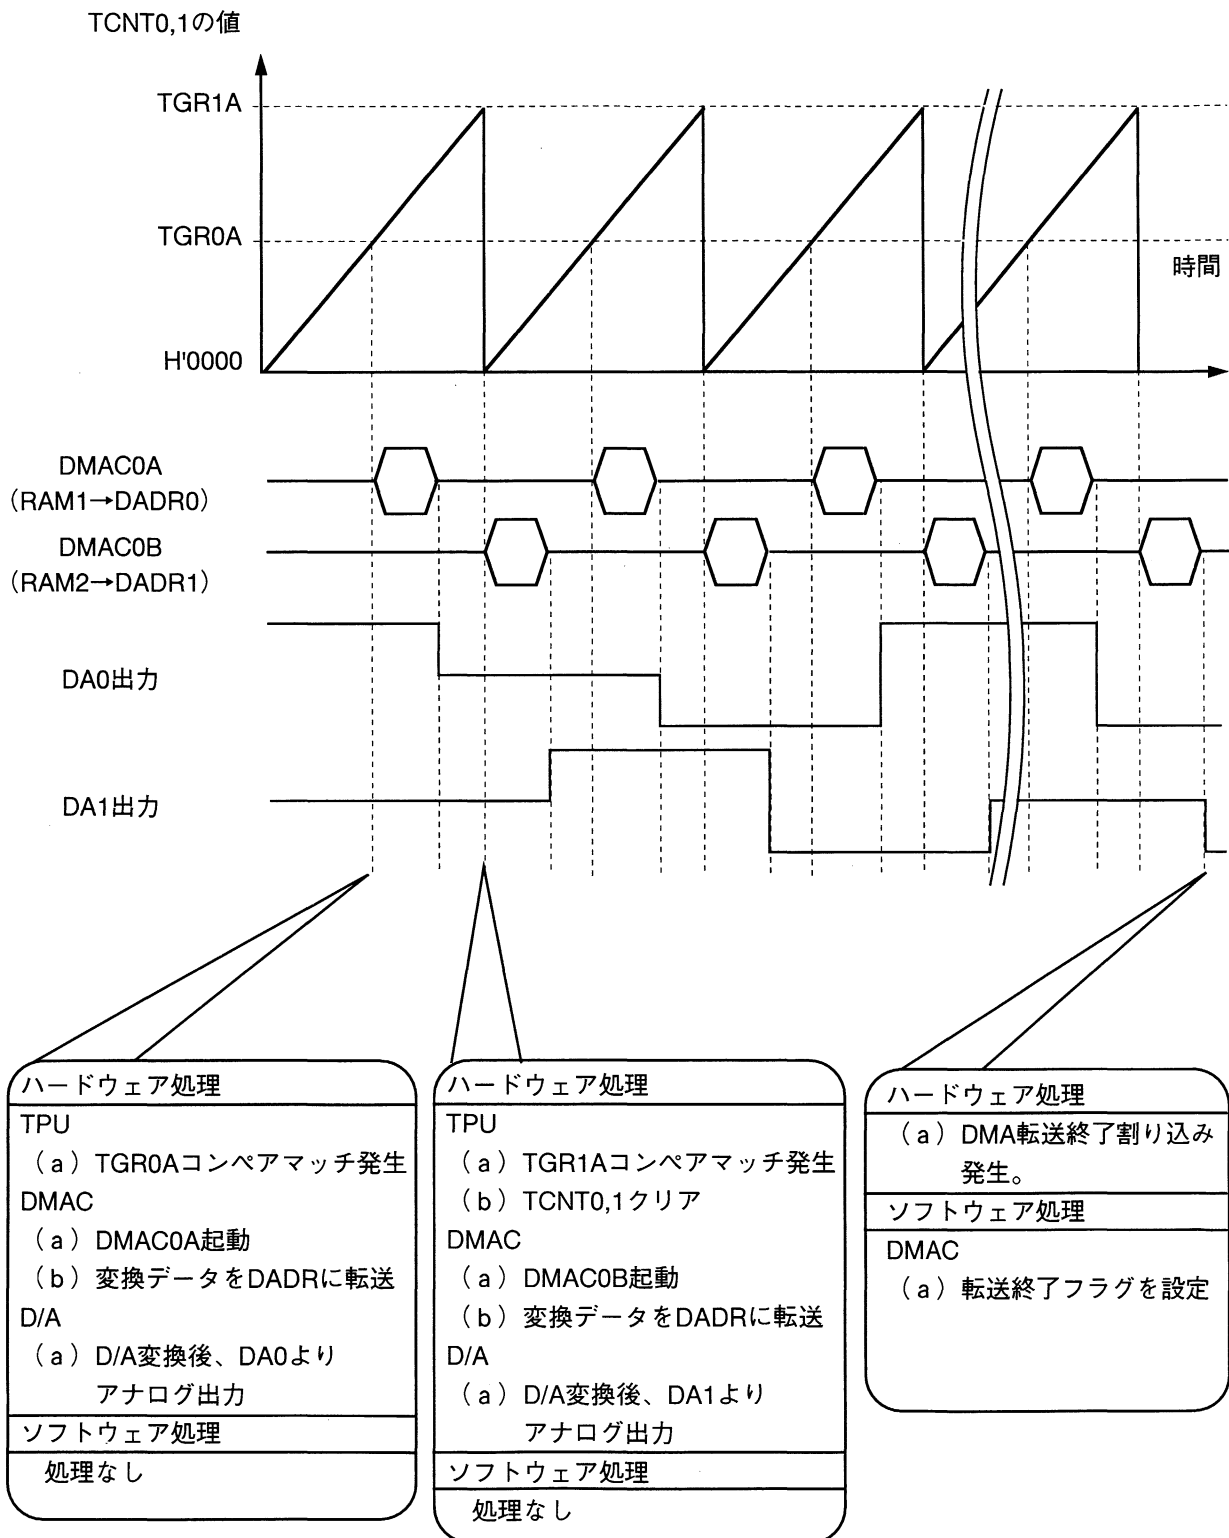 TCNT0,1の値
TGR1A
TGR0A
時間
H'0000
DMAC0A
（RAM1→DADR0）
DMAC0B
（RAM2→DADR1）
DA0出力
DA1出力
ハードウェア処理
TPU
（a）TGR0Aコンペアマッチ発生
DMAC
（a）DMAC0A起動
（b）変換データをDADRに転送
D/A
（a）D/A変換後、DA0より
アナログ出力
ソフトウェア処理
処理なし
ハードウェア処理
TPU
（a）TGR1Aコンペアマッチ発生
（b）TCNT0,1クリア
DMAC
（a）DMAC0B起動
（b）変換データをDADRに転送
D/A
（a）D/A変換後、DA1より
アナログ出力
ソフトウェア処理
処理なし
ハードウェア処理
（a）DMA転送終了割り込み
発生。
ソフトウェア処理
DMAC
（a）転送終了フラグを設定